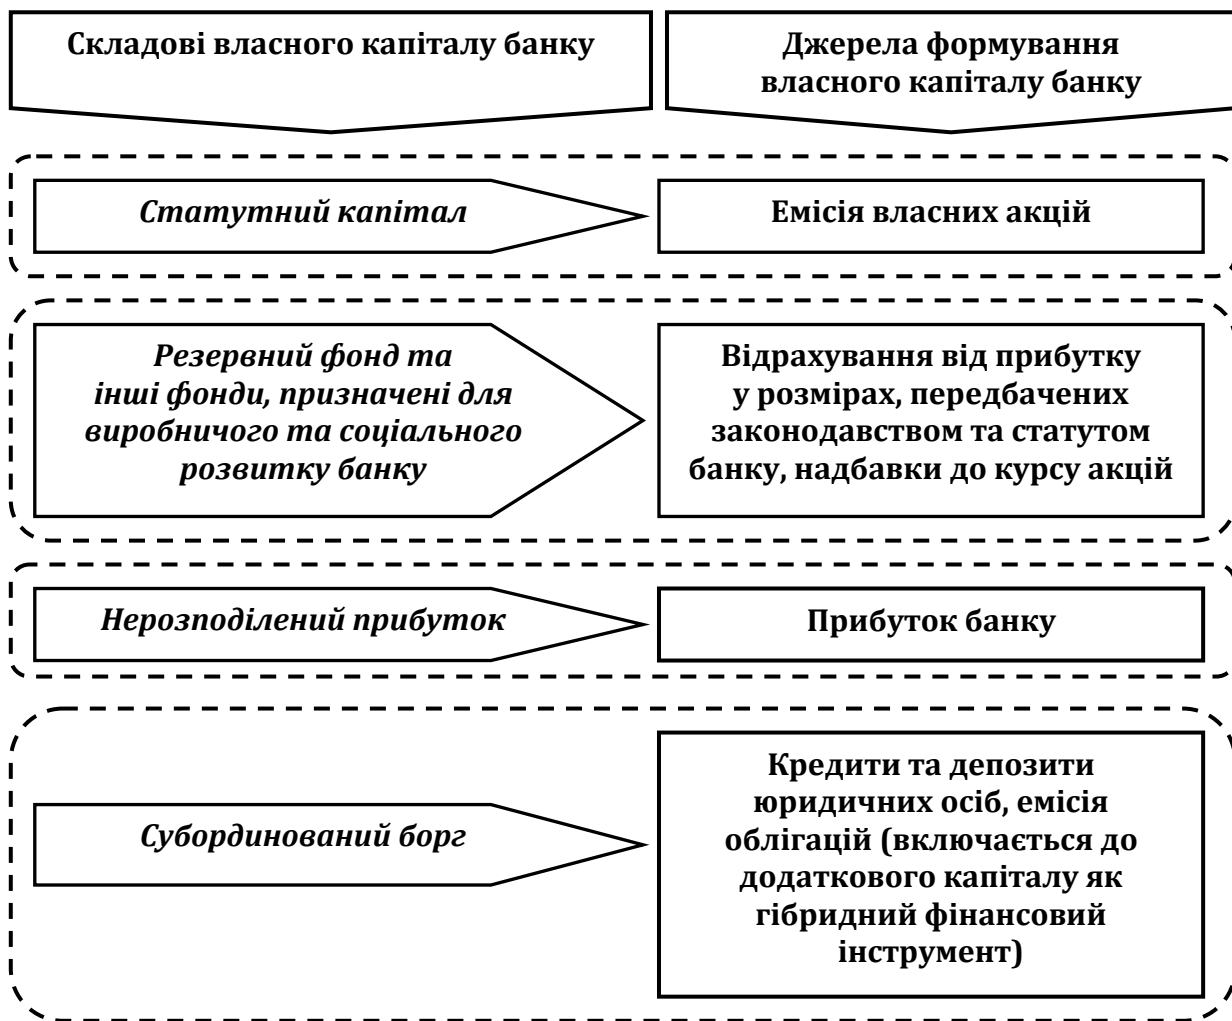 Складові власного капіталу банку
Джерела формування
власного капіталу банку
Статутний капітал
Емісія власних акцій
Резервний фонд та
інші фонди, призначені для
виробничого та соціального
розвитку банку
Відрахування від прибутку
у розмірах, передбачених
законодавством та статутом
банку, надбавки до курсу акцій
Нерозподілений прибуток
Прибуток банку
Субординований борг
Кредити та депозити
юридичних осіб, емісія
облігацій (включається до
додаткового капіталу як
гібридний фінансовий
інструмент)